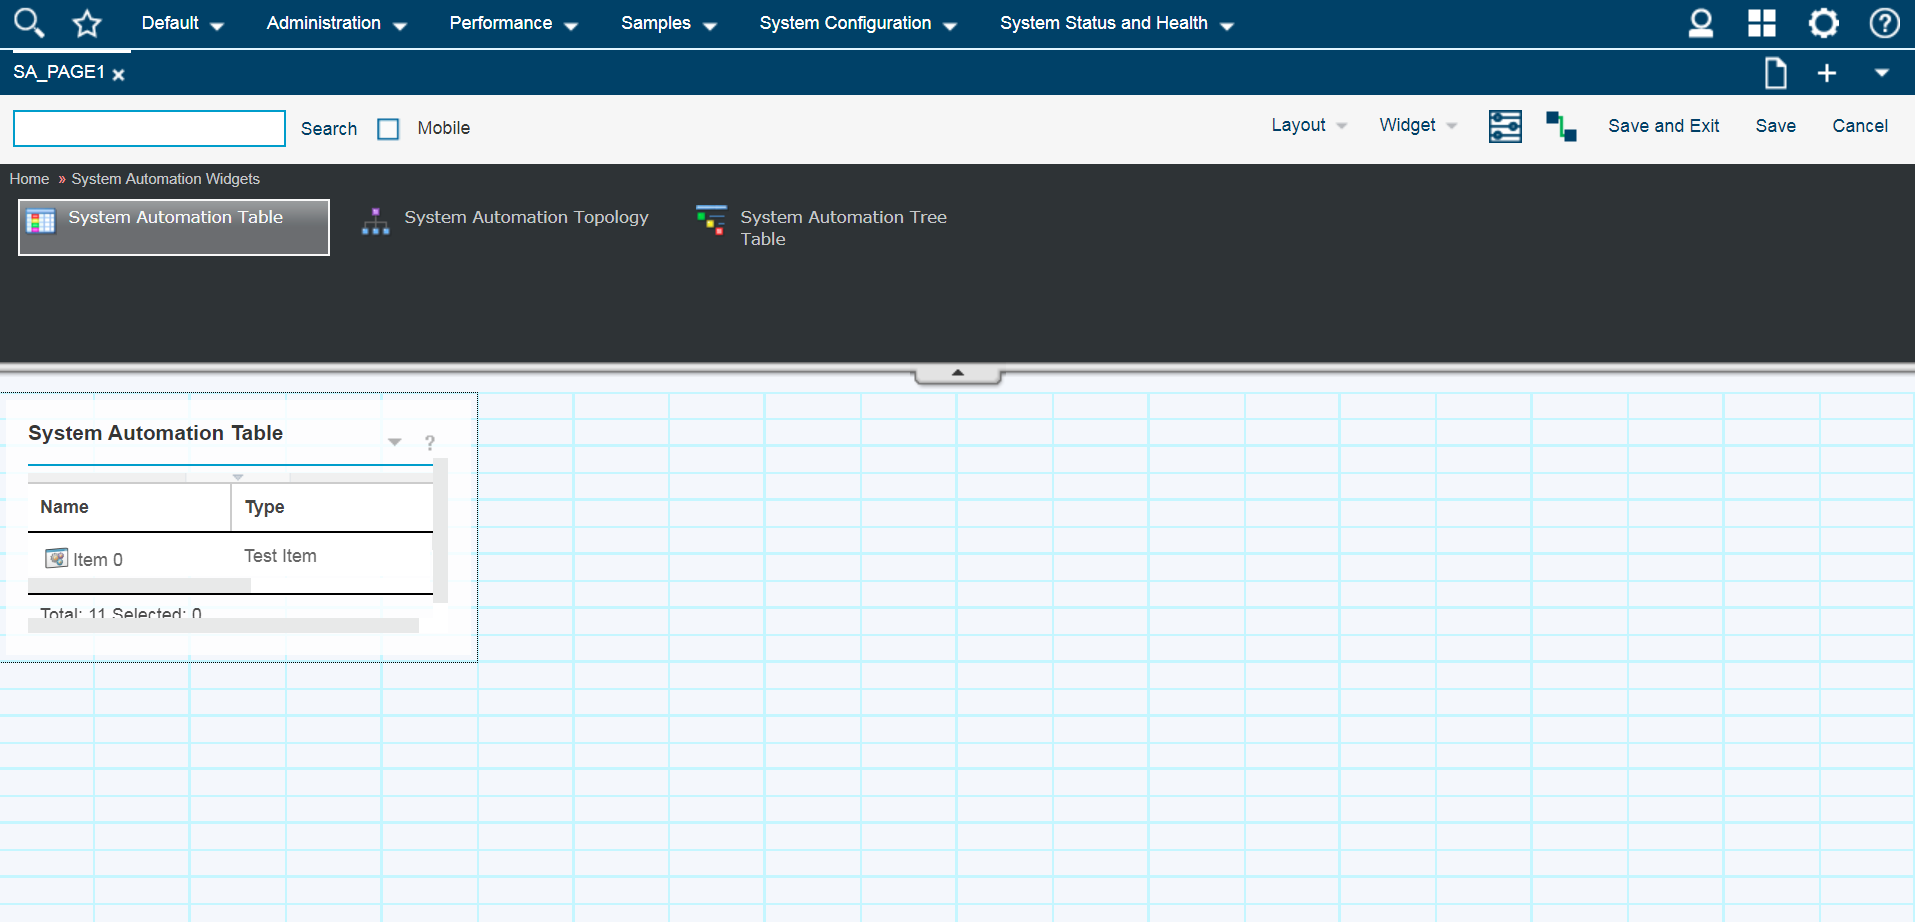 Default Administration Performance Samples System Configuration System Status and Health
SA_PAGE1
Search Mobile Layout Widget Save and Exit Save Cancel
Home » System Automation Widgets
System Automation Table System Automation Topology System Automation Tree
Table
System Automation Table ?
Name Type
Item 0 Test Item
Total: 11 Selected: 0